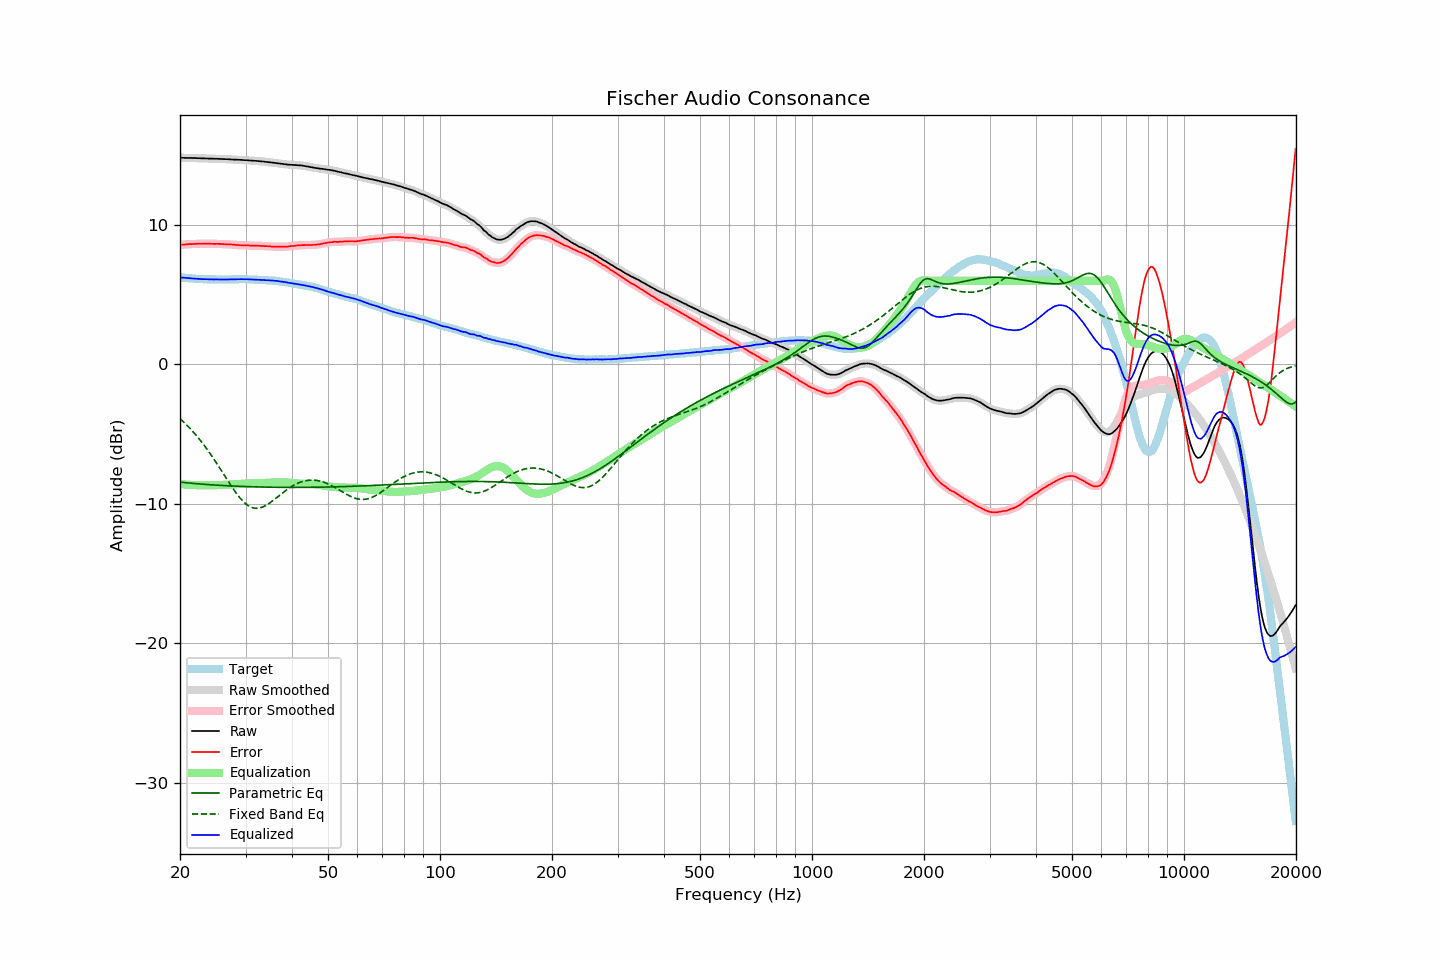 Fischer Audio Consonance
Amplitude (dBr)
10
0
−10
−20
−30
Target
Raw Smoothed
Error Smoothed
Raw
Error
Equalization
Parametric Eq
Fixed Band Eq
Equalized
20 50 100 200 500 1000 2000 5000 10000 20000
Frequency (Hz)